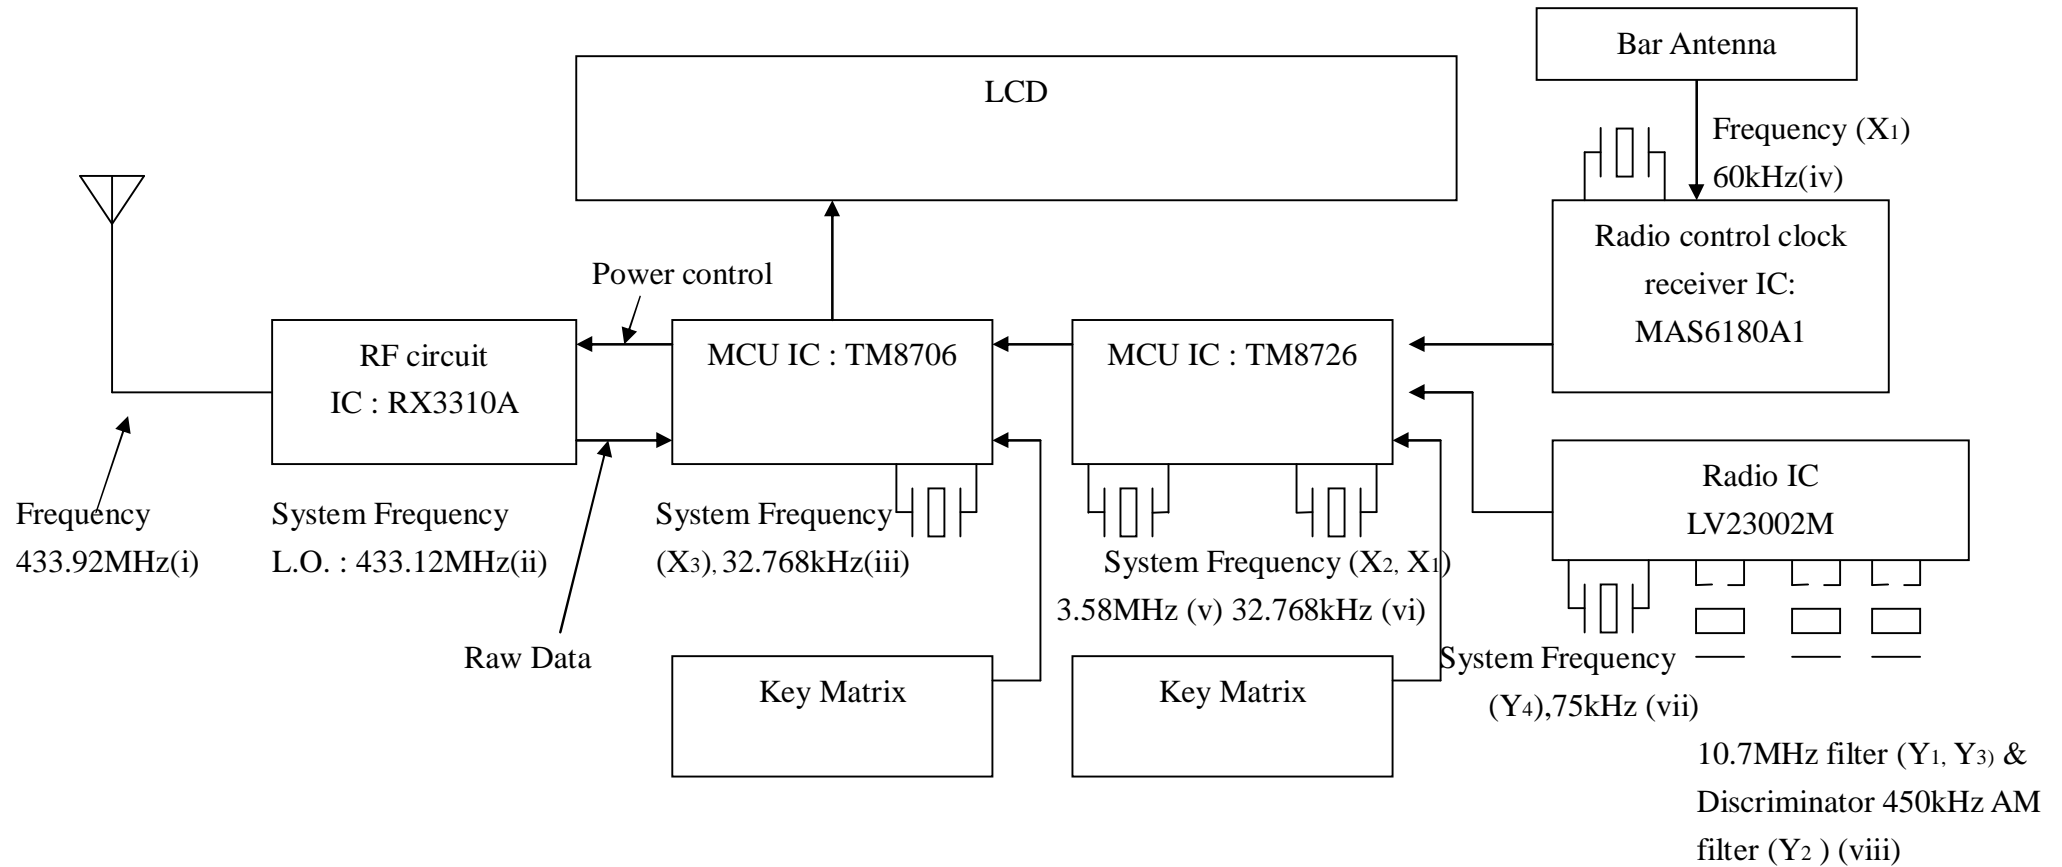 Bar Antenna
LCD
Frequency (X1)
60kHz(iv)
Radio control clock
receiver IC:
MAS6180A1
Power control
RF circuit
IC : RX3310A
MCU IC : TM8706
MCU IC : TM8726
Radio IC
LV23002M
Frequency
433.92MHz(i)
System Frequency
L.O. : 433.12MHz(ii)
System Frequency
(X3), 32.768kHz(iii)
System Frequency (X2, X1)
3.58MHz (v) 32.768kHz (vi)
Raw Data
Key Matrix
Key Matrix
System Frequency
(Y4),75kHz (vii)
10.7MHz filter (Y1, Y3) &
Discriminator 450kHz AM
filter (Y2 ) (viii)